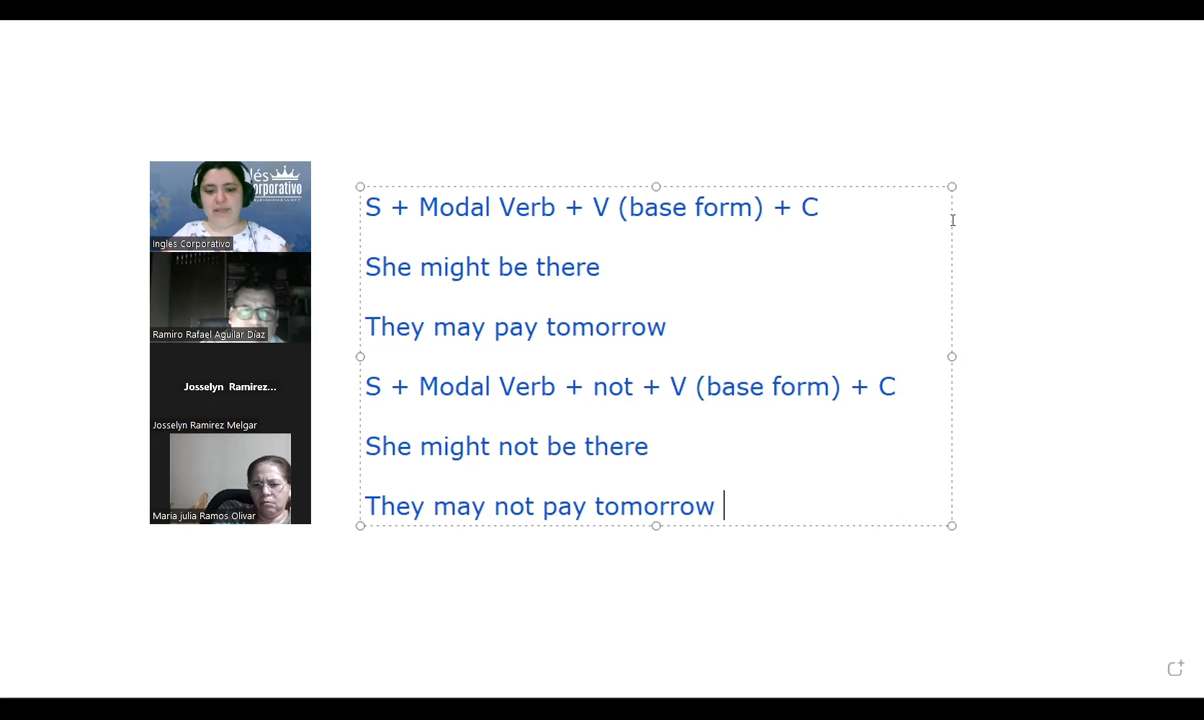 és
orporativo
Ingles Corporativo
Ramiro Rafael Aguilar Díaz
Josselyn Ramirez...
Josselyn Ramirez Melgar
Maria julia Ramos Olivar
S + Modal Verb + V (base form) + C
She might be there
They may pay tomorrow
S + Modal Verb + not + V (base form) + C
She might not be there
They may not pay tomorrow